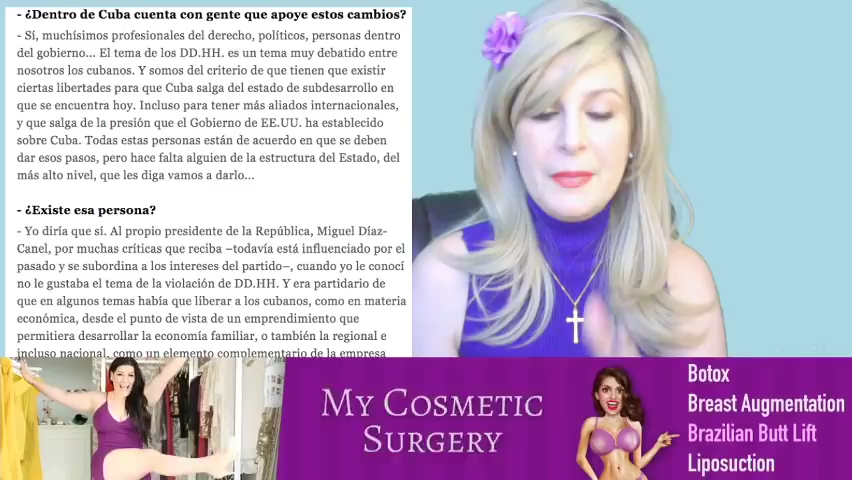 - ¿Dentro de Cuba cuenta con gente que apoye estos cambios?
- Sí, muchísimos profesionales del derecho, políticos, personas dentro
del gobierno... El tema de los DD.HH. es un tema muy debatido entre
nosotros los cubanos. Y somos del criterio de que tienen que existir
ciertas libertades para que Cuba salga del estado de subdesarrollo en
que se encuentra hoy. Incluso para tener más aliados internacionales,
y que salga de la presión que el Gobierno de EE.UU. ha establecido
sobre Cuba. Todas estas personas están de acuerdo en que se deben
dar esos pasos, pero hace falta alguien de la estructura del Estado, del
más alto nivel, que les diga vamos a darlo...
- ¿Existe esa persona?
- Yo diría que sí. Al propio presidente de la República, Miguel Díaz-
Canel, por muchas críticas que reciba –todavía está influenciado por el
pasado y se subordina a los intereses del partido–, cuando yo le conocí
no le gustaba el tema de la violación de DD.HH. Y era partidario de
que en algunos temas había que liberar a los cubanos, como en materia
económica, desde el punto de vista de un emprendimiento que
permitiera desarrollar la economía familiar, o también la regional e
incluso nacional, como un elemento complementario de la empresa
My Cosmetic
Surgery
Botox
Breast Augmentation
Brazilian Butt Lift
Liposuction